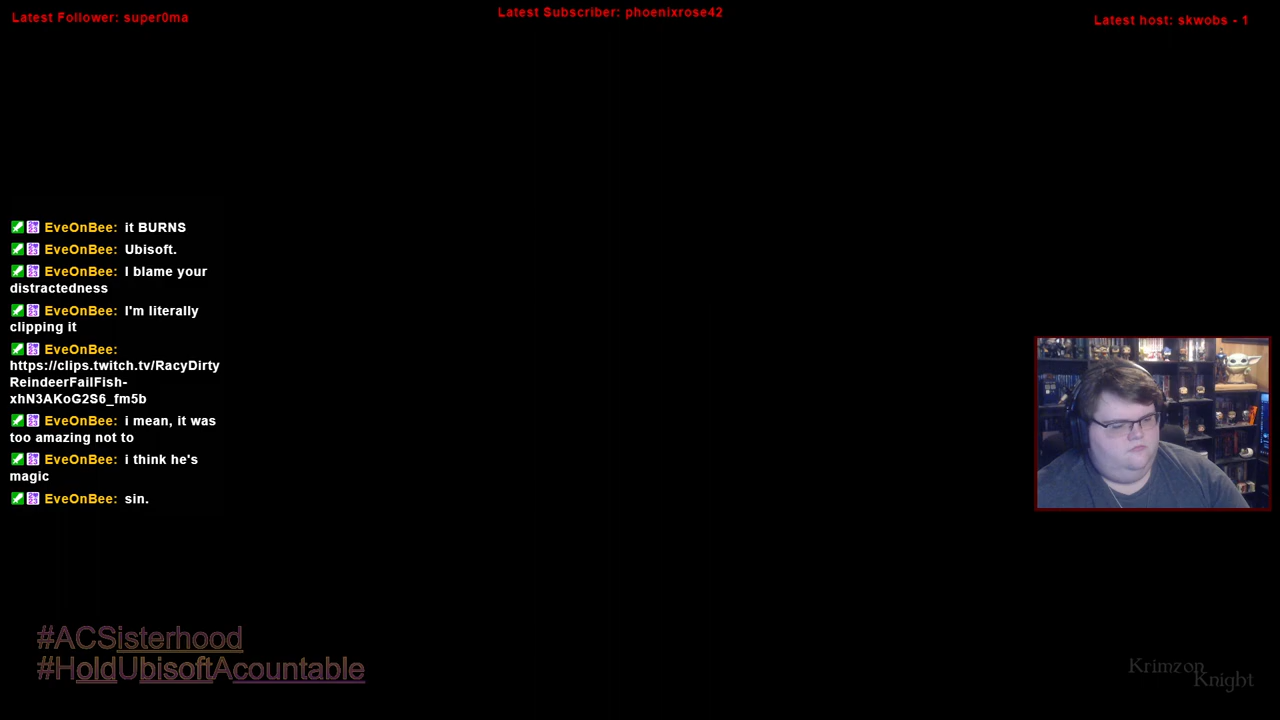 Latest Follower: super0ma
Latest Subscriber: phoenixrose42
Latest host: skwobs - 1
EveOnBee: it BURNS
EveOnBee: Ubisoft.
EveOnBee: I blame your
distractedness
EveOnBee: I'm literally
clipping it
EveOnBee:
https://clips.twitch.tv/RacyDirty
ReindeerFailFish-
xhN3AKoG2S6_fm5b
EveOnBee: i mean, it was
too amazing not to
EveOnBee: i think he's
magic
EveOnBee: sin.
#ACSisterhood
#HoldUbisoftAcountable
Krimzon
Knight